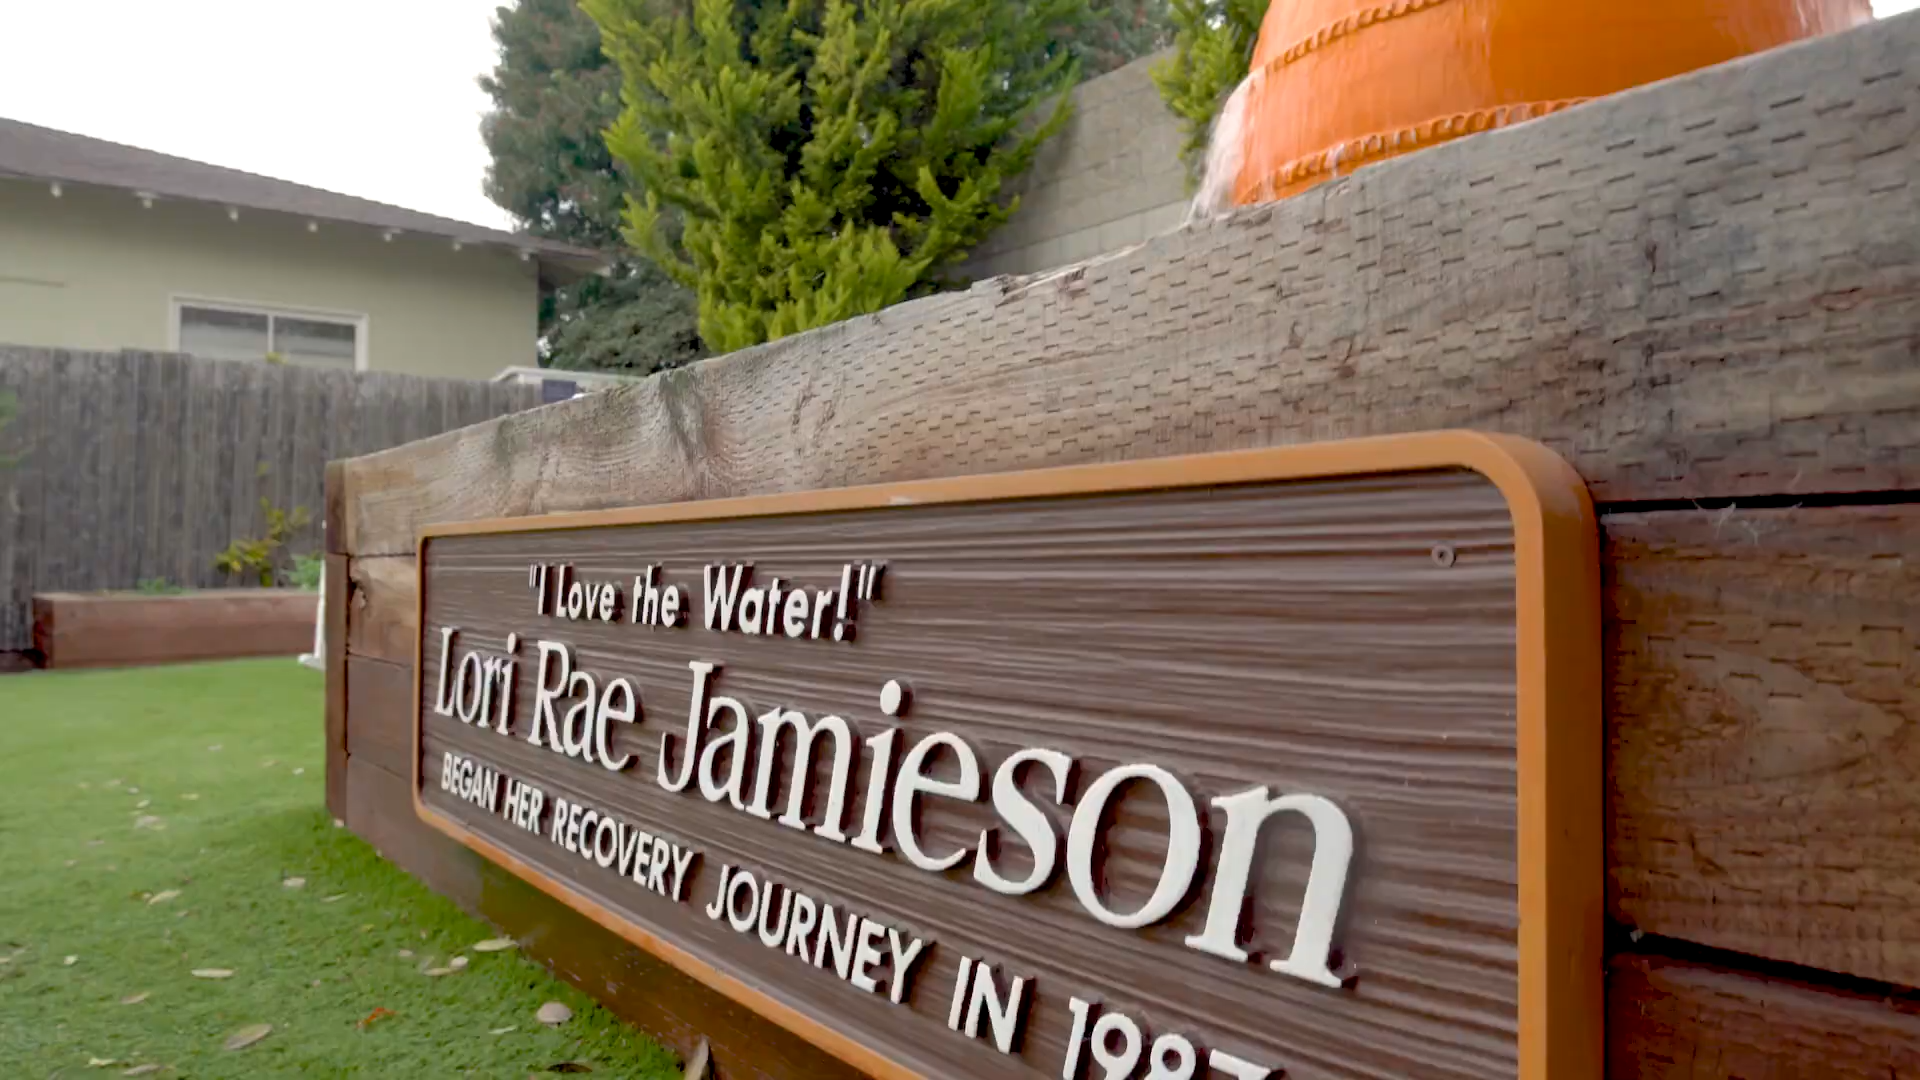 "I Love the Water!"
Lori Rae Jamieson
BEGAN HER RECOVERY JOURNEY IN